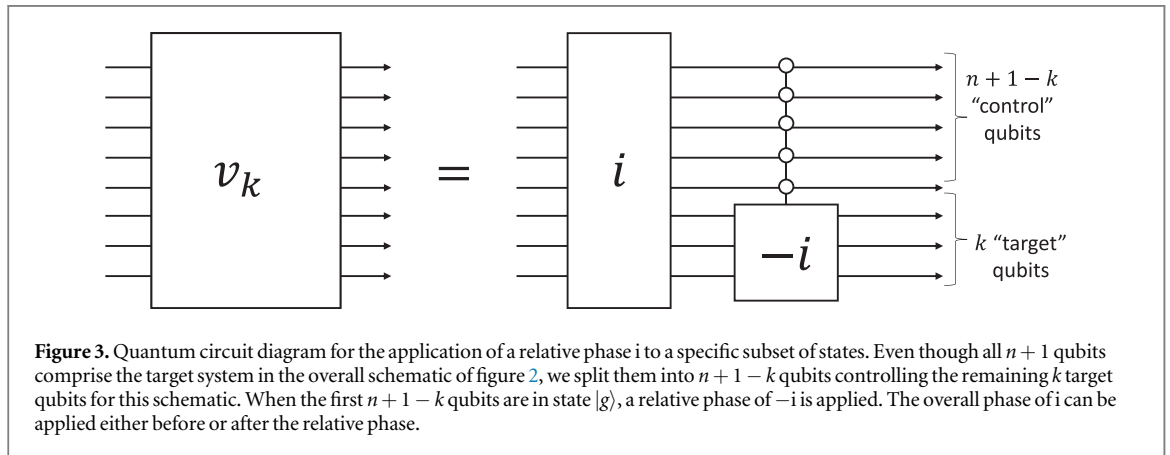 v_k
=
i
−i
n + 1 − k
“control”
qubits
k “target”
qubits
Figure 3. Quantum circuit diagram for the application of a relative phase i to a specific subset of states. Even though all n + 1 qubits
comprise the target system in the overall schematic of figure 2, we split them into n + 1 − k qubits controlling the remaining k target
qubits for this schematic. When the first n + 1 − k qubits are in state |g⟩, a relative phase of −i is applied. The overall phase of i can be
applied either before or after the relative phase.